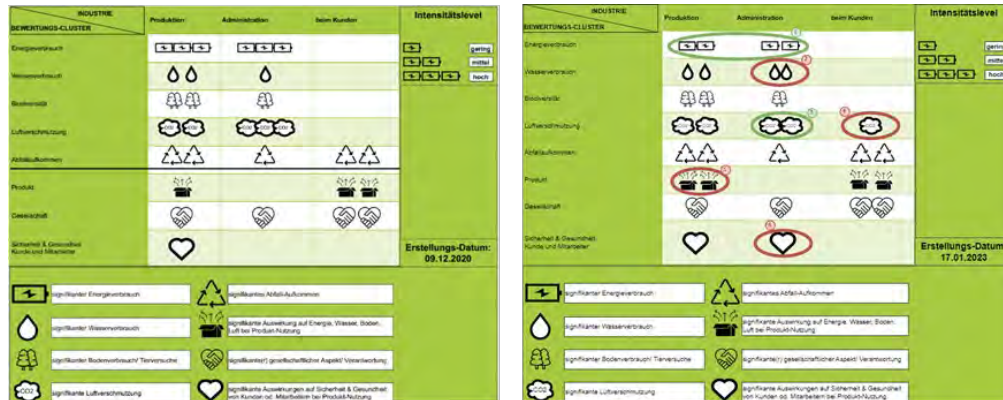 INDUSTRIE
BEWERTUNGS-CLUSTER
Produktion
Administration
beim Kunden
Intensitätslevel
Energieverbrauch
gering
mittel
hoch
Wasserverbrauch
Biodiversität
Luftverschmutzung
CO2
Abfallaufkommen
Produkt
Gesellschaft
Sicherheit & Gesundheit
Kunde und Mitarbeiter
Erstellungs-Datum:
09.12.2020
signifikanter Energieverbrauch
signifikantes Abfall-Aufkommen
signifikanter Wasserverbrauch
signifikante Auswirkung auf Energie, Wasser, Boden,
Luft bei Produkt-Nutzung
signifikanter Bodenverbrauch/ Tierversuche
signifikante(r) gesellschaftlicher Aspekt/ Verantwortung
CO2
signifikante Luftverschmutzung
signifikante Auswirkungen auf Sicherheit & Gesundheit
von Kunden od. Mitarbeitern bei Produkt-Nutzung
INDUSTRIE
BEWERTUNGS-CLUSTER
Produktion
Administration
beim Kunden
Intensitätslevel
Energieverbrauch
gering
mittel
hoch
Wasserverbrauch
Biodiversität
Luftverschmutzung
Abfallaufkommen
Produkt
Gesellschaft
Sicherheit & Gesundheit
Kunde und Mitarbeiter
Erstellungs-Datum:
17.01.2023
signifikanter Energieverbrauch
signifikantes Abfall-Aufkommen
signifikanter Wasserverbrauch
signifikante Auswirkung auf Energie, Wasser, Boden,
Luft bei Produkt-Nutzung
signifikanter Bodenverbrauch/ Tierversuche
signifikante(r) gesellschaftlicher Aspekt/ Verantwortung
CO2
signifikante Luftverschmutzung
signifikante Auswirkungen auf Sicherheit & Gesundheit
von Kunden od. Mitarbeitern bei Produkt-Nutzung